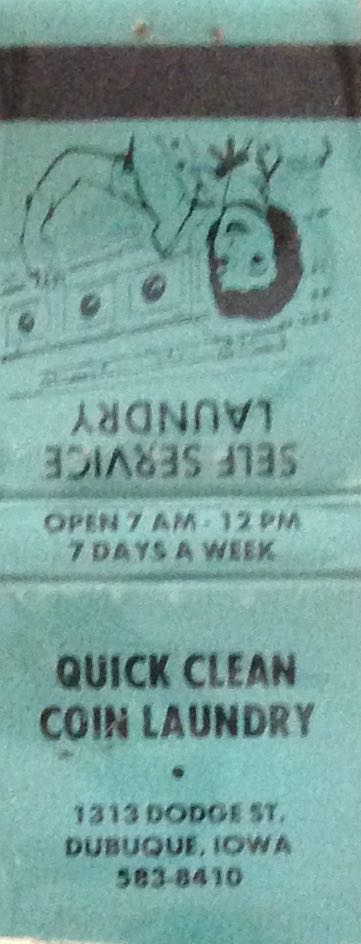 SELF SERVICE
LAUNDRY
OPEN 7 AM - 12 PM
7 DAYS A WEEK
QUICK CLEAN
COIN LAUNDRY
•
1313 DODGE ST.
DUBUQUE, IOWA
583-8410